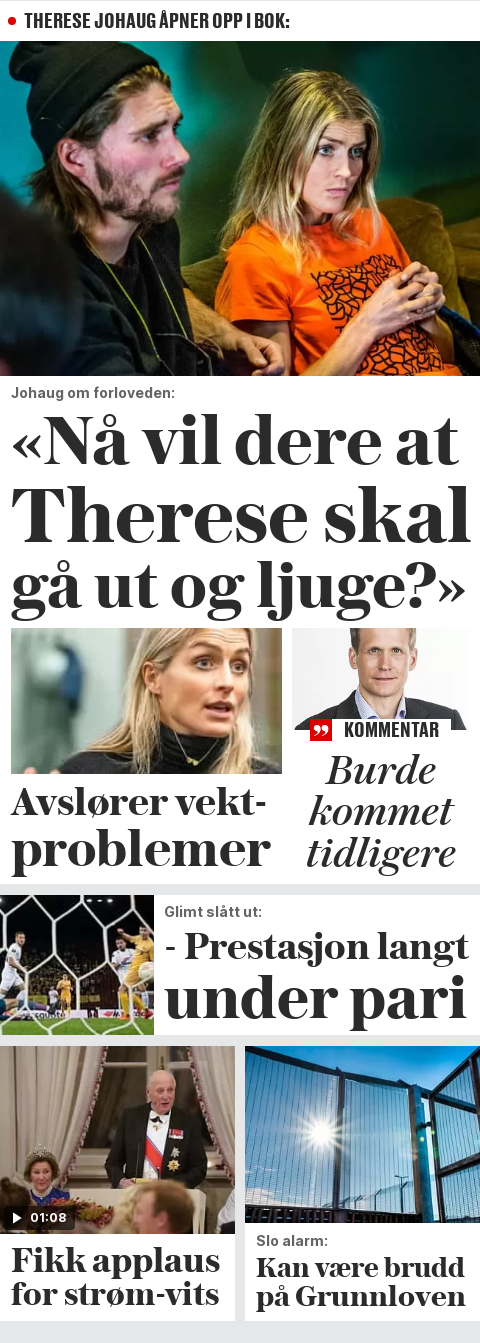 THERESE JOHAUG ÅPNER OPP I BOK:
Johaug om forloveden:
«Nå vil dere at
Therese skal
gå ut og ljuge?»
Avslører vekt-
problemer
KOMMENTAR
Burde
kommet
tidligere
Glimt slått ut:
- Prestasjon langt
under pari
01:08
Fikk applaus
for strøm-vits
Slo alarm:
Kan være brudd
på Grunnloven